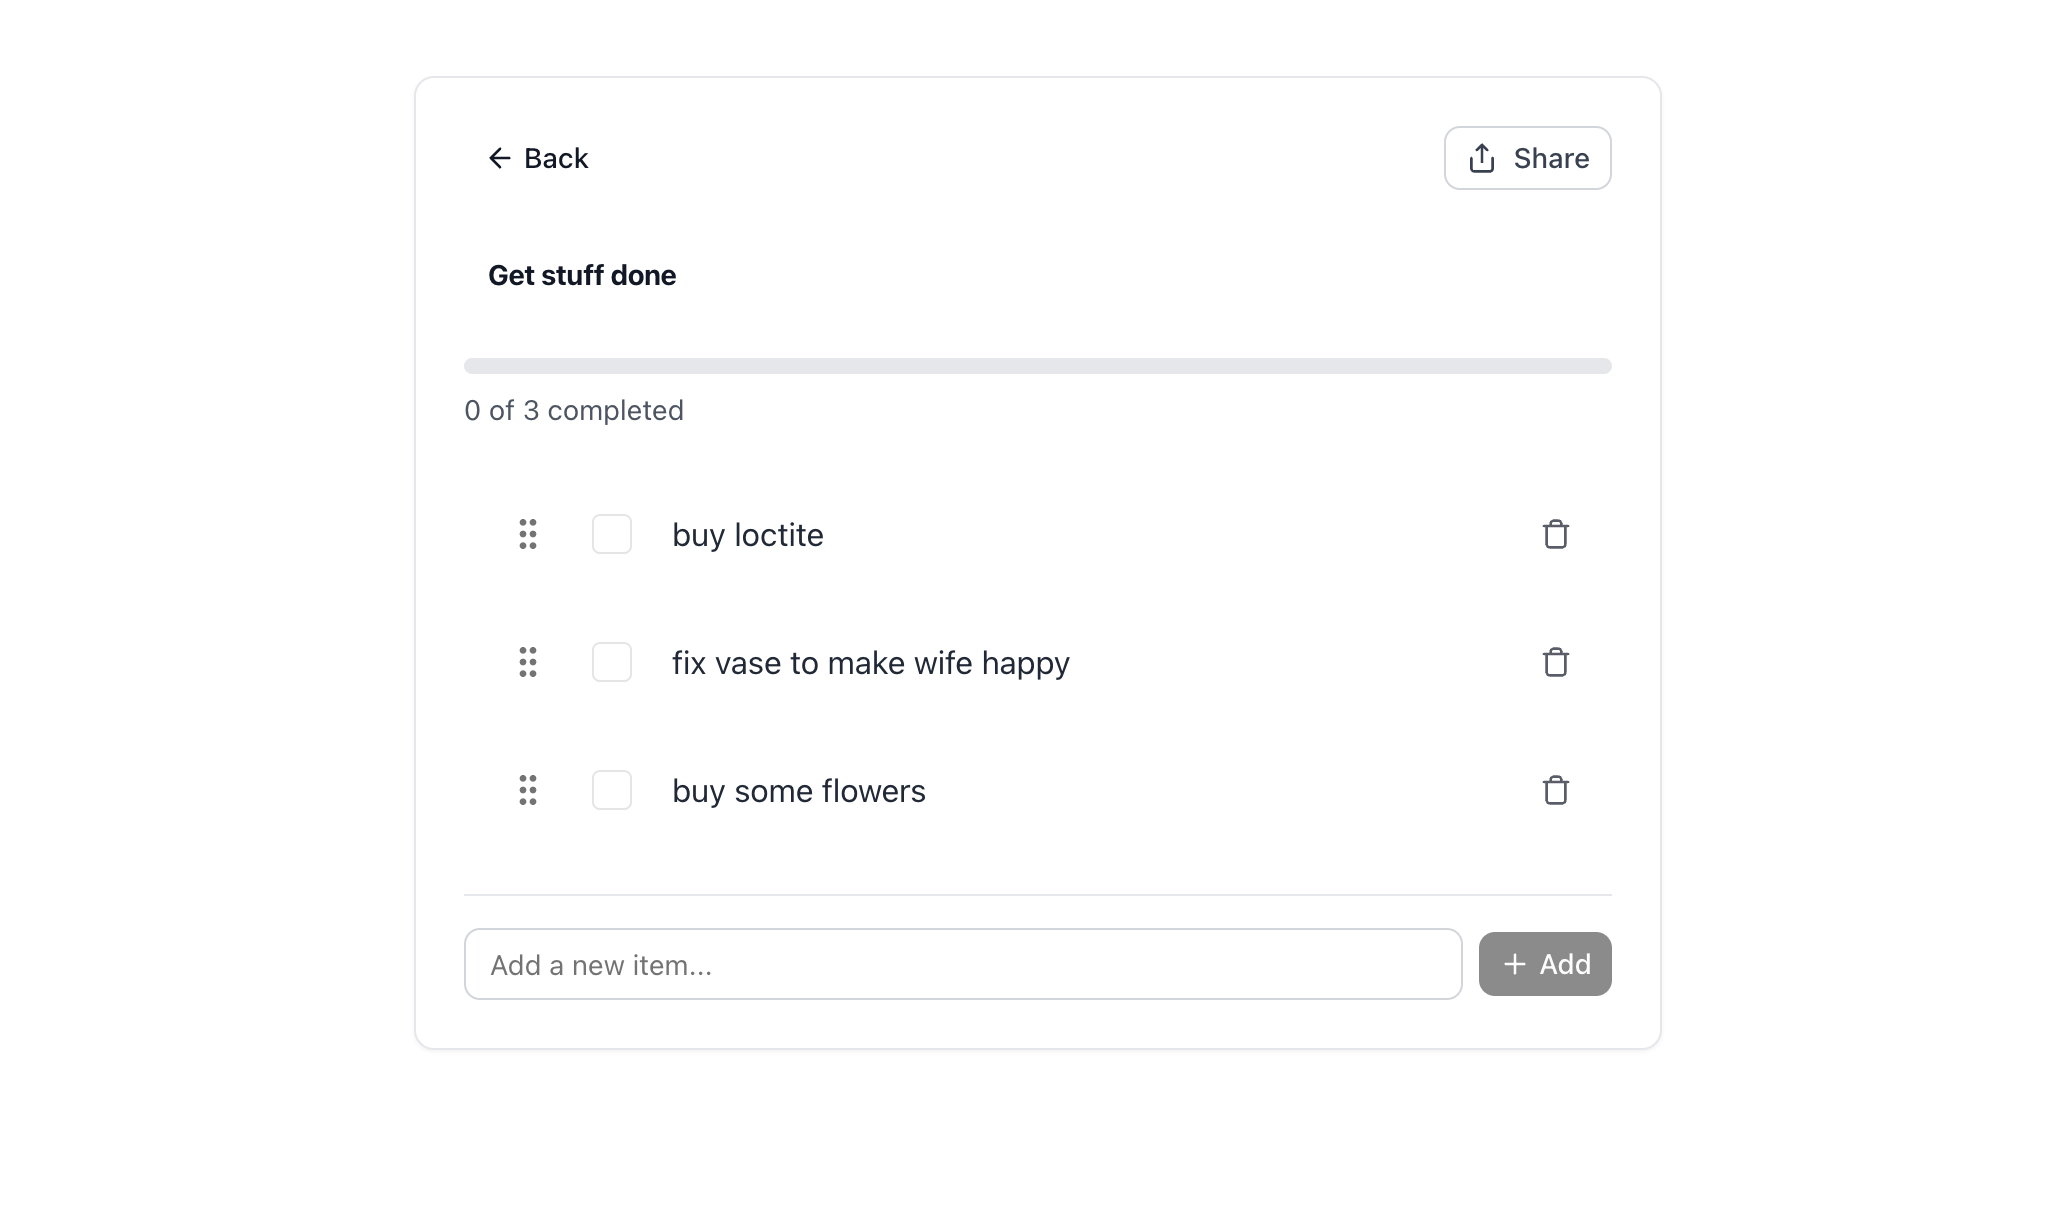 Back
Share
Get stuff done
0 of 3 completed
buy loctite
fix vase to make wife happy
buy some flowers
Add a new item...
Add